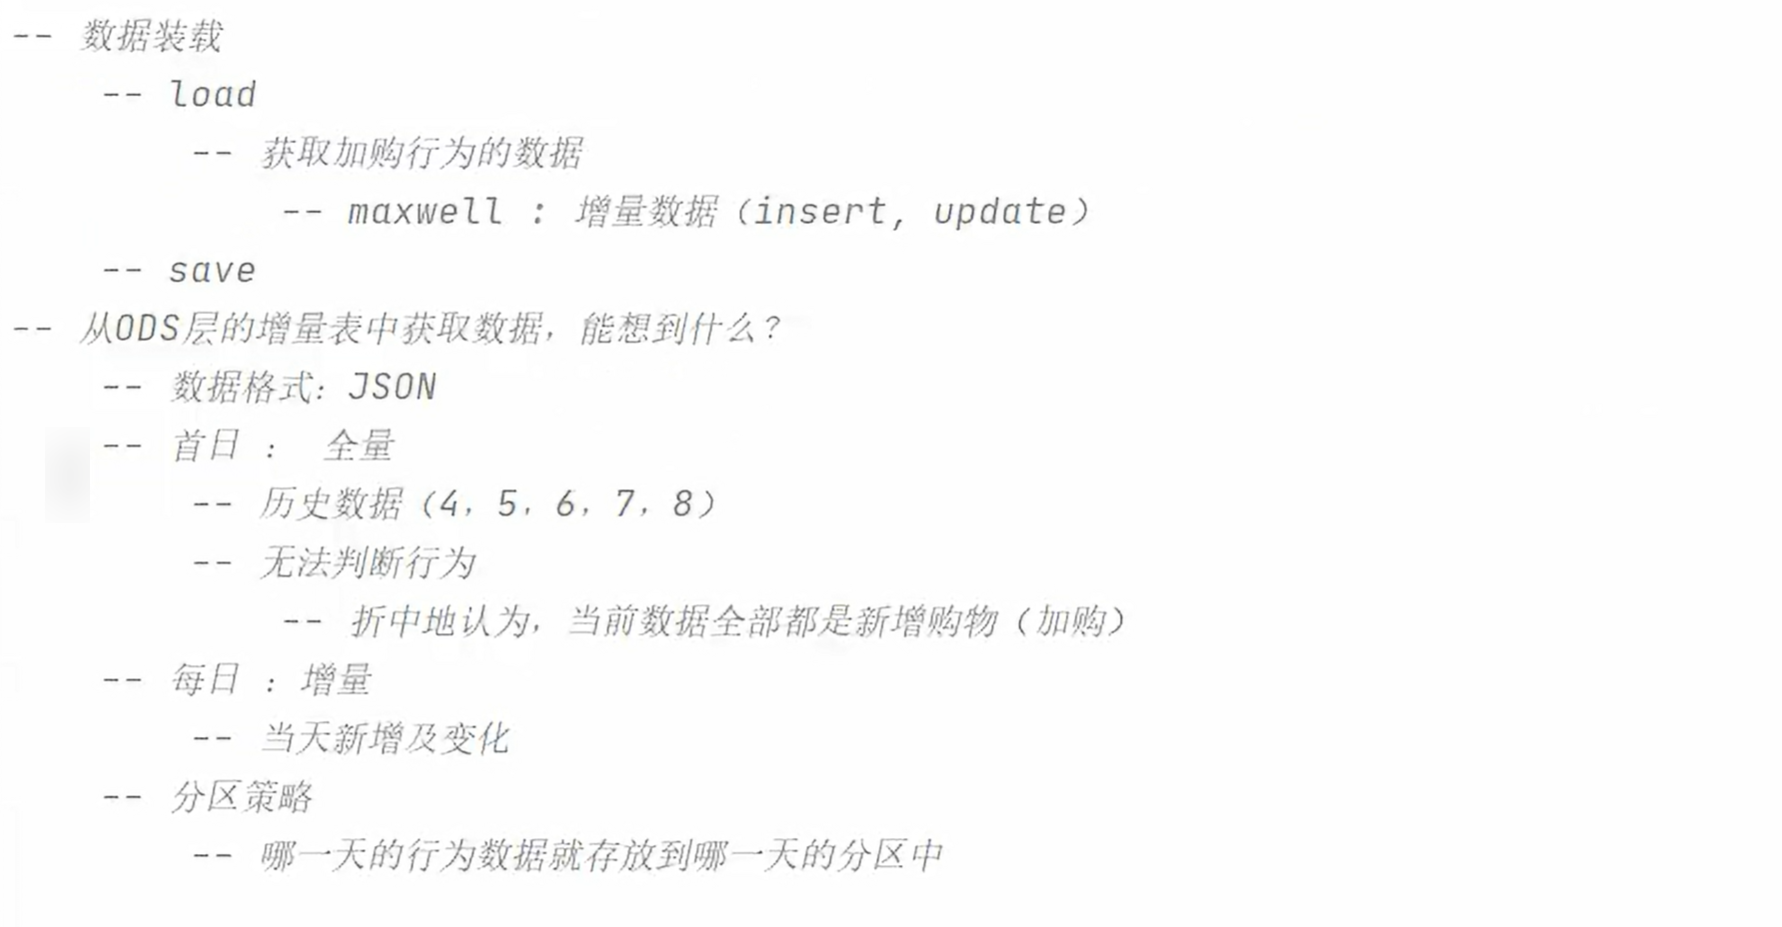 -- 数据装载
-- load
-- 获取加购行为的数据
-- maxwell : 增量数据（insert, update）
-- save
-- 从ODS层的增量表中获取数据，能想到什么？
-- 数据格式：JSON
-- 首日 ： 全量
-- 历史数据（4，5，6，7，8）
-- 无法判断行为
-- 折中地认为，当前数据全部都是新增购物（加购）
-- 每日 ：增量
-- 当天新增及变化
-- 分区策略
-- 哪一天的行为数据就存放到哪一天的分区中